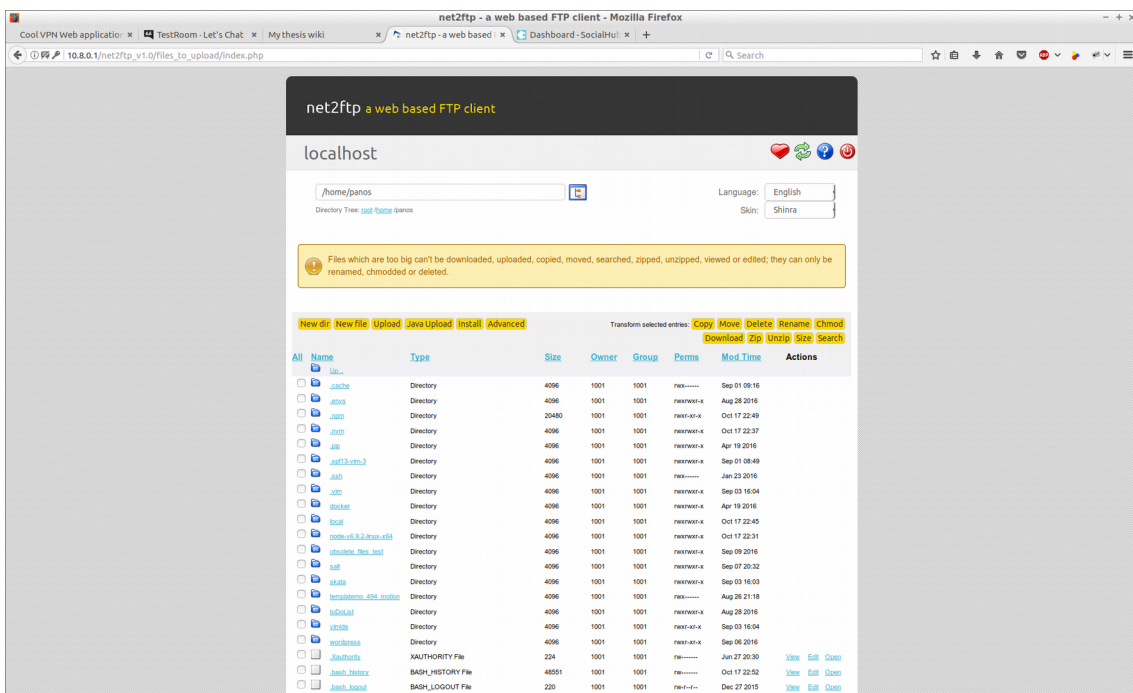 net2ftp - a web based FTP client - Mozilla Firefox
Cool VPN Web application TestRoom · Let's Chat My thesis wiki net2ftp - a web based F Dashboard - SocialHub
10.8.0.1/net2ftp_v1.0/files_to_upload/index.php Search
net2ftp a web based FTP client
localhost
/home/panos Language: English
Directory Tree: root /home /panos Skin: Shinra
Files which are too big can't be downloaded, uploaded, copied, moved, searched, zipped, unzipped, viewed or edited; they can only be
renamed, chmodded or deleted.
New dir New file Upload Java Upload Install Advanced Transform selected entries: Copy Move Delete Rename Chmod
Download Zip Unzip Size Search
All Name Type Size Owner Group Perms Mod Time Actions
Up ..
.cache Directory 4096 1001 1001 rwx------ Sep 01 09:16
.envs Directory 4096 1001 1001 rwxrwxr-x Aug 28 2016
.npm Directory 20480 1001 1001 rwxr-xr-x Oct 17 22:49
.nvm Directory 4096 1001 1001 rwxrwxr-x Oct 17 22:37
.pip Directory 4096 1001 1001 rwxrwxr-x Apr 19 2016
.spf13-vim-3 Directory 4096 1001 1001 rwxrwxr-x Sep 01 08:49
.ssh Directory 4096 1001 1001 rwx------ Jan 23 2016
.vim Directory 4096 1001 1001 rwxrwxr-x Sep 03 16:04
docker Directory 4096 1001 1001 rwxrwxr-x Apr 19 2016
local Directory 4096 1001 1001 rwxrwxr-x Oct 17 22:45
node-v6.9.2-linux-x64 Directory 4096 1001 1001 rwxrwxr-x Oct 17 22:31
obsolete_files_test Directory 4096 1001 1001 rwxrwxr-x Sep 09 2016
salt Directory 4096 1001 1001 rwxrwxr-x Sep 07 20:32
skata Directory 4096 1001 1001 rwxrwxr-x Sep 03 16:03
templatemo_494_motion Directory 4096 1001 1001 rwx------ Aug 26 21:18
toDoList Directory 4096 1001 1001 rwxrwxr-x Aug 28 2016
vimide Directory 4096 1001 1001 rwxr-xr-x Sep 03 16:04
wordpress Directory 4096 1001 1001 rwxr-xr-x Sep 06 2016
.Xauthority XAUTHORITY File 224 1001 1001 rw------- Jun 27 20:30 View Edit Open
.bash_history BASH_HISTORY File 48551 1001 1001 rw------- Oct 17 22:52 View Edit Open
.bash_logout BASH_LOGOUT File 220 1001 1001 rw-r--r-- Dec 27 2015 View Edit Open